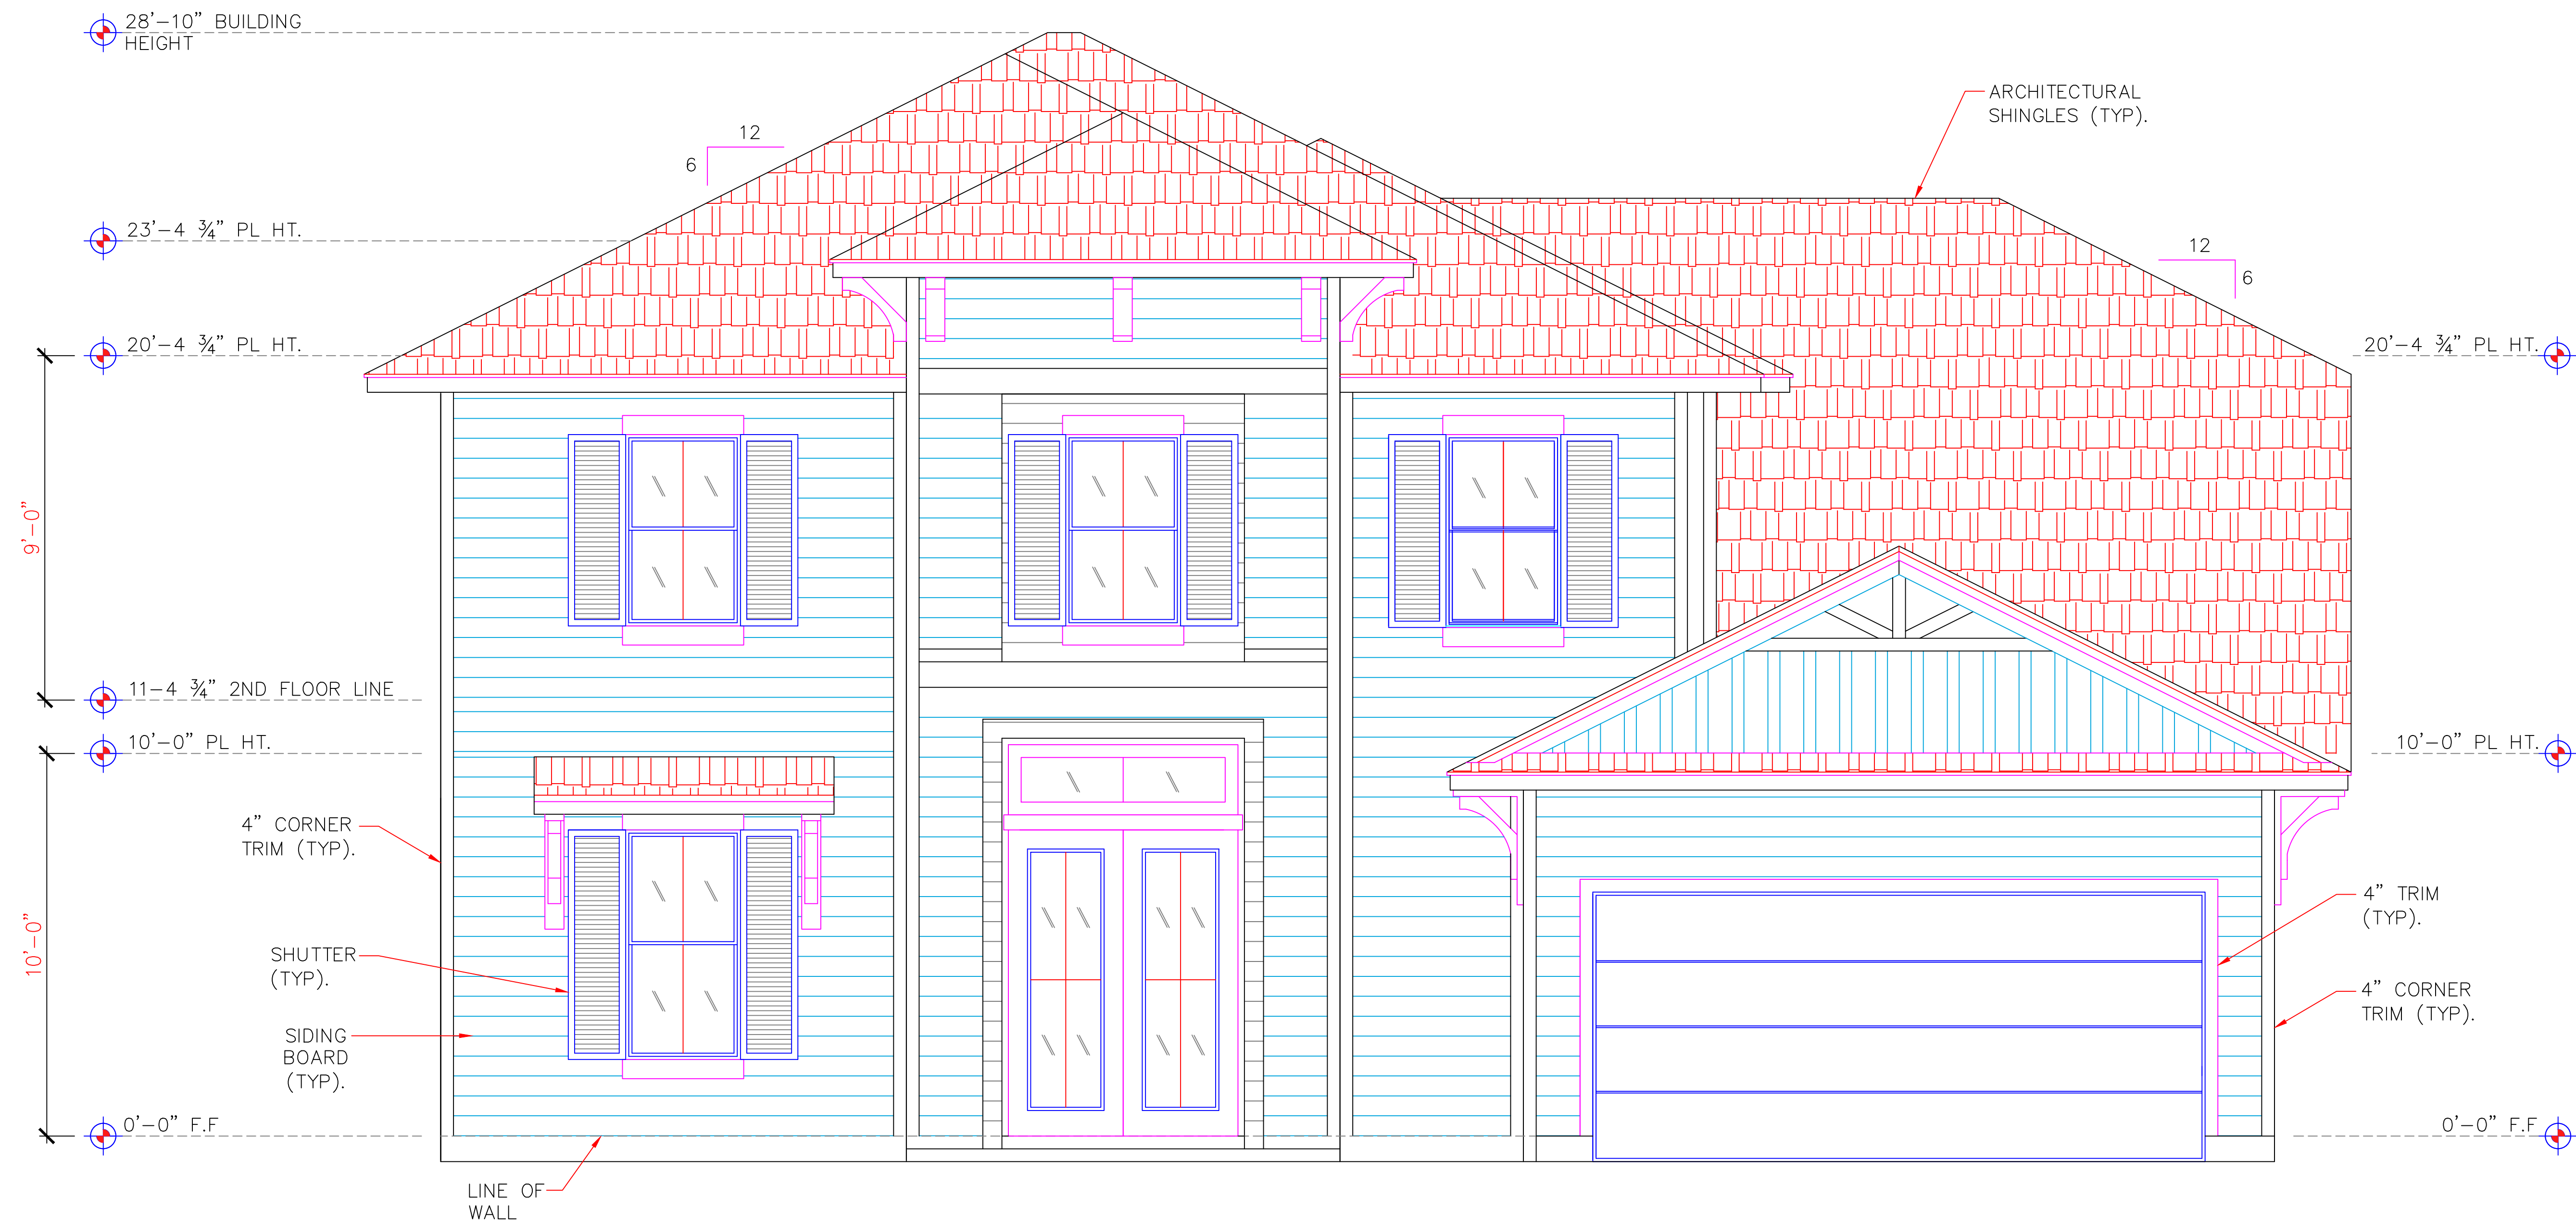 28'-10" BUILDING
HEIGHT
ARCHITECTURAL
SHINGLES (TYP).
12
6
23'-4 ¾" PL HT.
12
6
20'-4 ¾" PL HT.
20'-4 ¾" PL HT.
9'-0"
11-4 ¾" 2ND FLOOR LINE
10'-0" PL HT.
10'-0" PL HT.
4" CORNER
TRIM (TYP).
4" TRIM
(TYP).
10'-0"
SHUTTER
(TYP).
4" CORNER
TRIM (TYP).
SIDING
BOARD
(TYP).
0'-0" F.F
0'-0" F.F
LINE OF
WALL